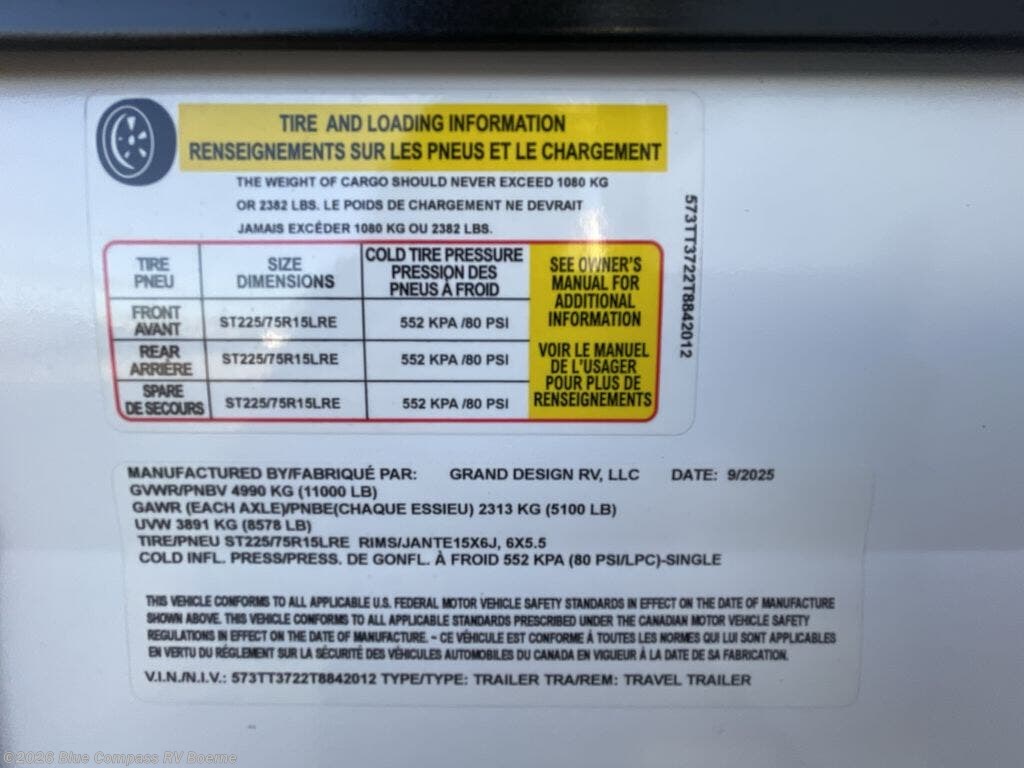 TIRE AND LOADING INFORMATION
RENSEIGNEMENTS SUR LES PNEUS ET LE CHARGEMENT
THE WEIGHT OF CARGO SHOULD NEVER EXCEED 1080 KG
OR 2382 LBS. LE POIDS DE CHARGEMENT NE DEVRAIT
JAMAIS EXCÉDER 1080 KG OU 2382 LBS.
TIRE
PNEU
SIZE
DIMENSIONS
COLD TIRE PRESSURE
PRESSION DES
PNEUS À FROID
FRONT
AVANT
ST225/75R15LRE
552 KPA /80 PSI
REAR
ARRIÈRE
ST225/75R15LRE
552 KPA /80 PSI
SPARE
DE SECOURS
ST225/75R15LRE
552 KPA /80 PSI
SEE OWNER'S
MANUAL FOR
ADDITIONAL
INFORMATION
VOIR LE MANUEL
DE L'USAGER
POUR PLUS DE
RENSEIGNEMENTS
573TT3722T8842012
MANUFACTURED BY/FABRIQUÉ PAR: GRAND DESIGN RV, LLC DATE: 9/2025
GVWR/PNBV 4990 KG (11000 LB)
GAWR (EACH AXLE)/PNBE(CHAQUE ESSIEU) 2313 KG (5100 LB)
UVW 3891 KG (8578 LB)
TIRE/PNEU ST225/75R15LRE RIMS/JANTE15X6J, 6X5.5
COLD INFL. PRESS/PRESS. DE GONFL. À FROID 552 KPA (80 PSI/LPC)-SINGLE
THIS VEHICLE CONFORMS TO ALL APPLICABLE U.S. FEDERAL MOTOR VEHICLE SAFETY STANDARDS IN EFFECT ON THE DATE OF MANUFACTURE
SHOWN ABOVE. THIS VEHICLE CONFORMS TO ALL APPLICABLE STANDARDS PRESCRIBED UNDER THE CANADIAN MOTOR VEHICLE SAFETY
REGULATIONS IN EFFECT ON THE DATE OF MANUFACTURE. ~ CE VÉHICULE EST CONFORME À TOUTES LES NORMES QUI LUI SONT APPLICABLES
EN VERTU DU RÉGLEMENT SUR LA SÉCURITÉ DES VÉHICULES AUTOMOBILES DU CANADA EN VIGUEUR À LA DATE DE SA FABRICATION.
V.I.N./N.I.V.: 573TT3722T8842012 TYPE/TYPE: TRAILER TRA/REM: TRAVEL TRAILER
©2026 Blue Compass RV Boerne